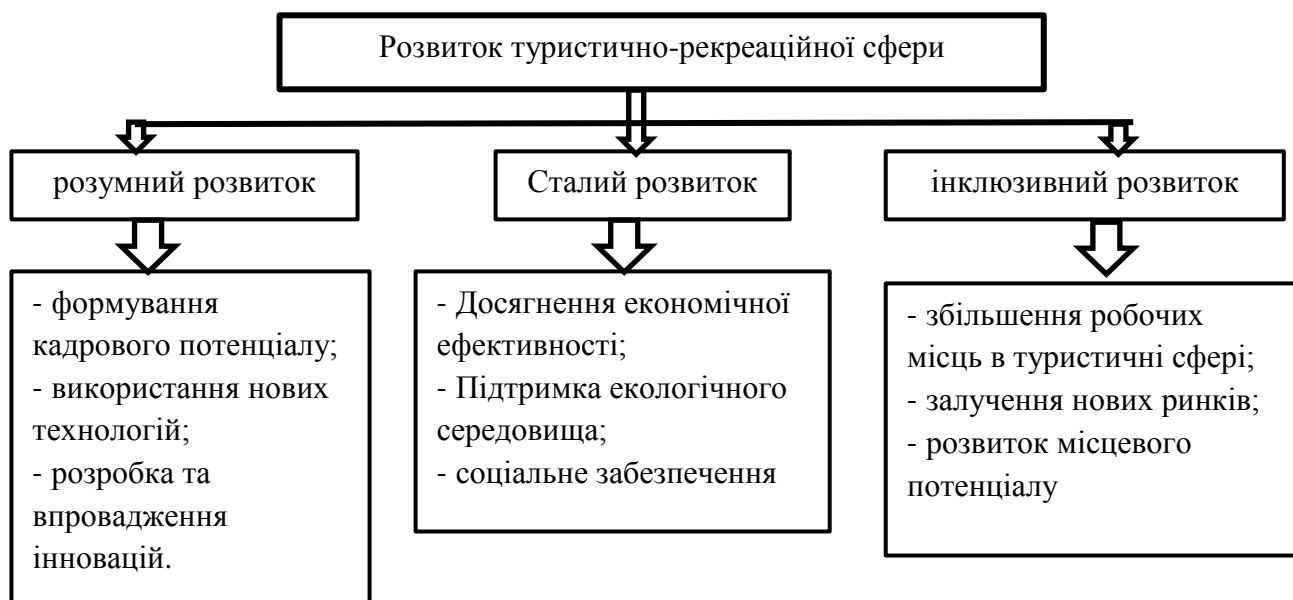 Розвиток туристично-рекреаційної сфери
розумний розвиток
Сталий розвиток
інклюзивний розвиток
- формування
кадрового потенціалу;
- використання нових
технологій;
- розробка та
впровадження
інновацій.
- Досягнення економічної
ефективності;
- Підтримка екологічного
середовища;
- соціальне забезпечення
- збільшення робочих
місць в туристичні сфері;
- залучення нових ринків;
- розвиток місцевого
потенціалу